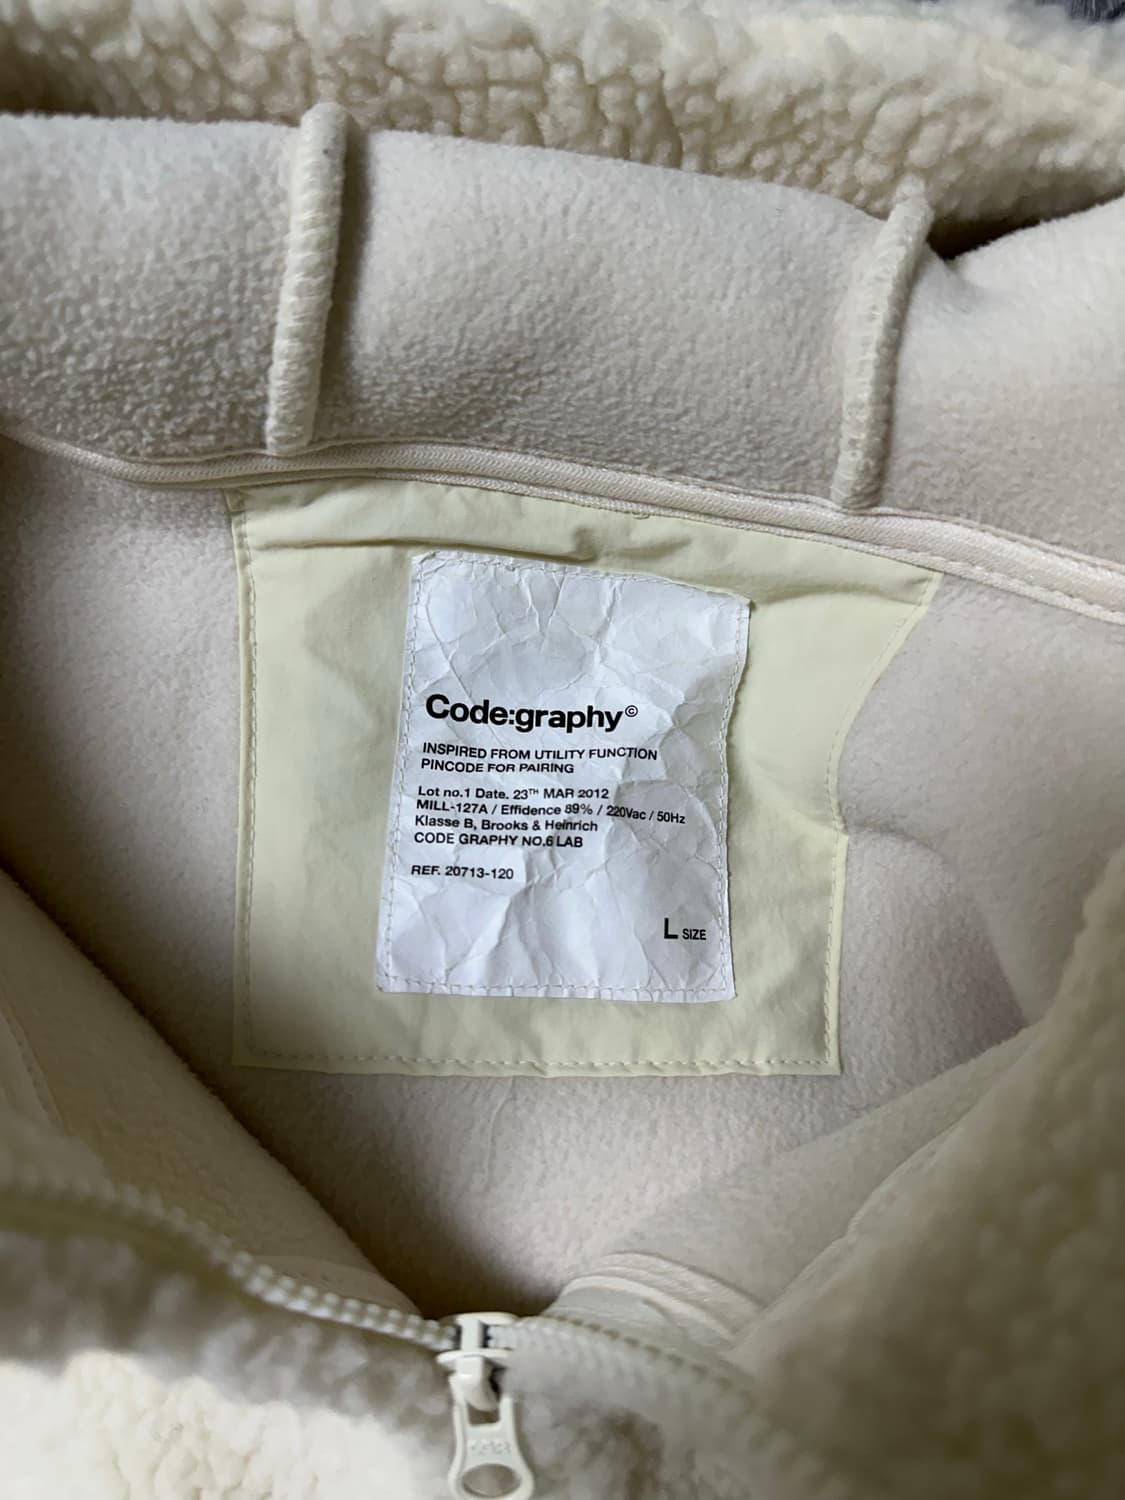 Code:graphy©
INSPIRED FROM UTILITY FUNCTION
PINCODE FOR PAIRING
Lot no.1 Date. 23TH MAR 2012
MILL-127A / Effidence 89% / 220Vac / 50Hz
Klasse B, Brooks & Heinrich
CODE GRAPHY NO.6 LAB
REF. 20713-120
L SIZE